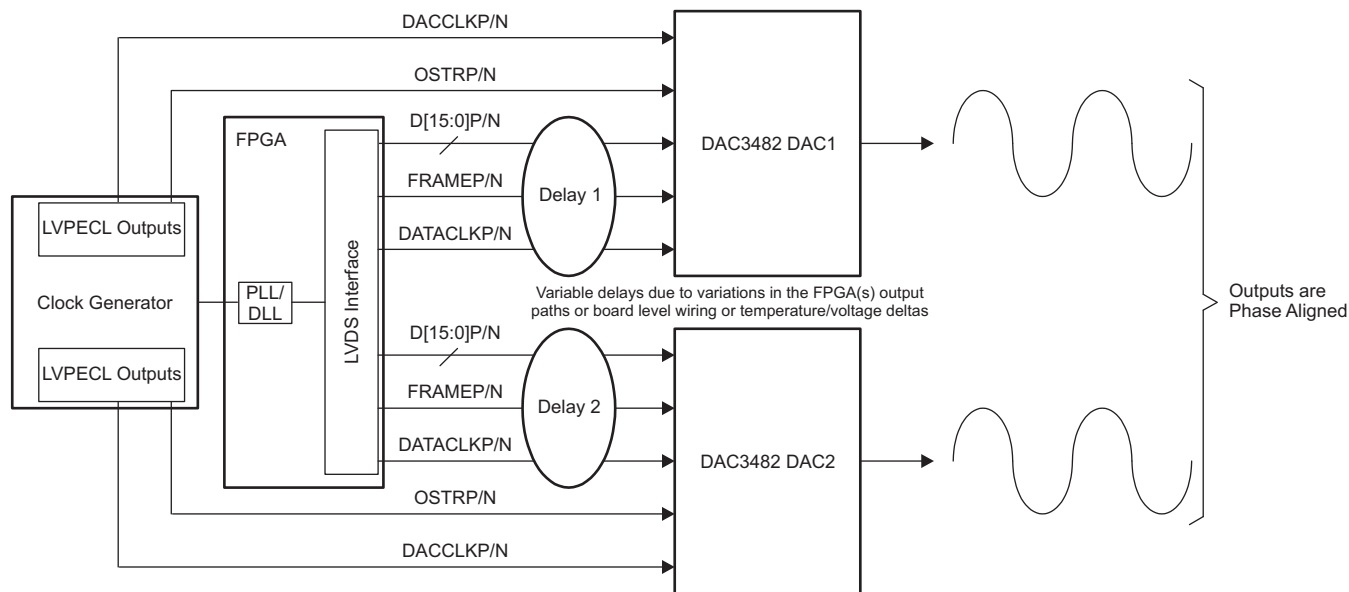 DACCLKP/N
OSTRP/N
FPGA
D[15:0]P/N
FRAMEP/N
DATACLKP/N
Delay 1
DAC3482 DAC1
LVPECL Outputs
Clock Generator
LVPECL Outputs
PLL/
DLL
LVDS Interface
Variable delays due to variations in the FPGA(s) output
paths or board level wiring or temperature/voltage deltas
Outputs are
Phase Aligned
D[15:0]P/N
FRAMEP/N
DATACLKP/N
Delay 2
DAC3482 DAC2
OSTRP/N
DACCLKP/N